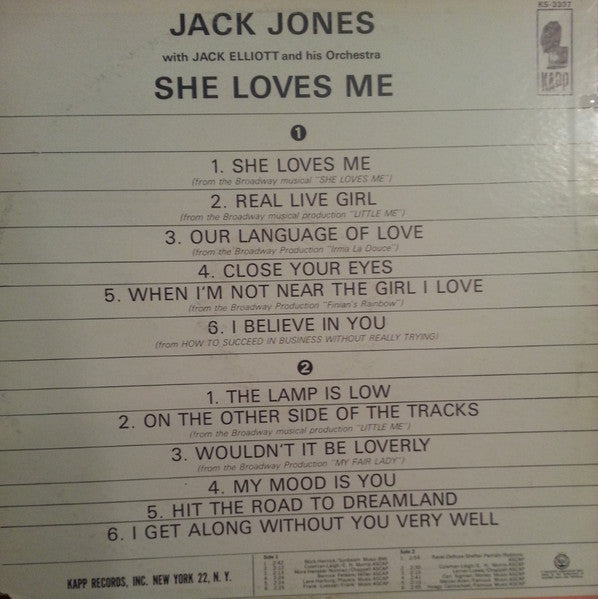 KS-3337
JACK JONES
with JACK ELLIOTT and his Orchestra
SHE LOVES ME
KAPP
1
1. SHE LOVES ME
(from the Broadway musical "SHE LOVES ME")
2. REAL LIVE GIRL
(from the Broadway musical production "LITTLE ME")
3. OUR LANGUAGE OF LOVE
(from the Broadway Production "Irma La Douce")
4. CLOSE YOUR EYES
5. WHEN I'M NOT NEAR THE GIRL I LOVE
(from the Broadway Production "Finian's Rainbow")
6. I BELIEVE IN YOU
(from HOW TO SUCCEED IN BUSINESS WITHOUT REALLY TRYING)
2
1. THE LAMP IS LOW
2. ON THE OTHER SIDE OF THE TRACKS
(from the Broadway musical production "LITTLE ME")
3. WOULDN'T IT BE LOVERLY
(from the Broadway Production "MY FAIR LADY")
4. MY MOOD IS YOU
5. HIT THE ROAD TO DREAMLAND
6. I GET ALONG WITHOUT YOU VERY WELL
Side 1
Side 2
KAPP RECORDS, INC. NEW YORK 22, N. Y.